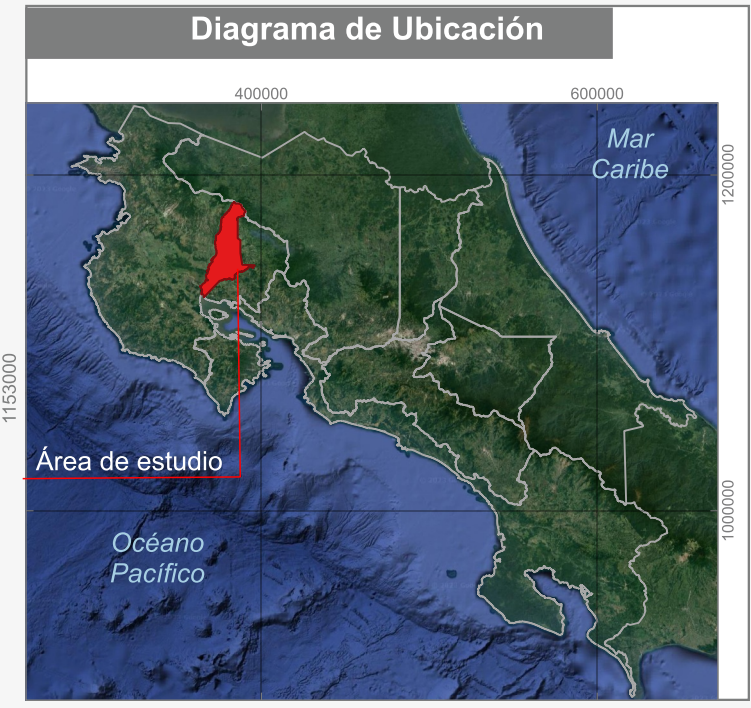 Diagrama de Ubicación
400000
600000
Mar
Caribe
1200000
1153000
Área de estudio
1000000
Océano
Pacífico